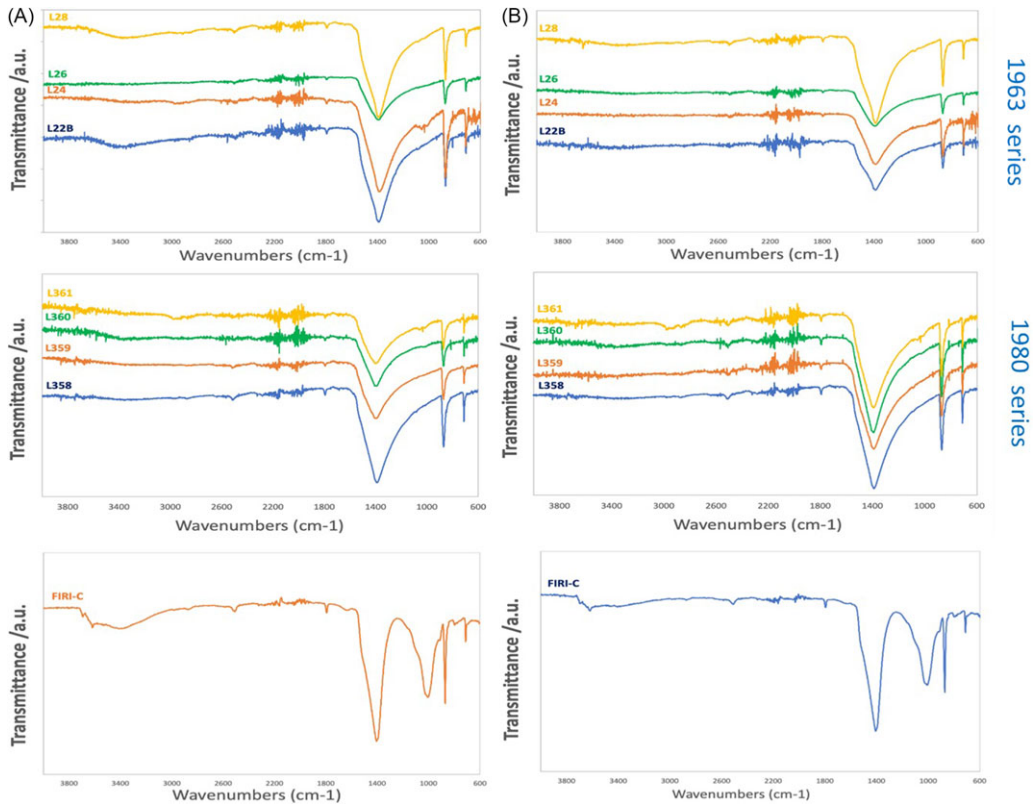 (A)
Transmittance /a.u.
L28
L26
L24
L22B
3800 3400 3000 2600 2200 1800 1400 1000 600
Wavenumbers (cm-1)
(B)
Transmittance /a.u.
L28
L26
L24
L22B
3800 3400 3000 2600 2200 1800 1400 1000 600
Wavenumbers (cm-1)
1963 series
Transmittance /a.u.
L361
L360
L359
L358
3800 3400 3000 2600 2200 1800 1400 1000 600
Wavenumbers (cm-1)
Transmittance /a.u.
L361
L360
L359
L358
3800 3400 3000 2600 2200 1800 1400 1000 600
Wavenumbers (cm-1)
1980 series
Transmittance /a.u.
FIRI-C
3800 3400 3000 2600 2200 1800 1400 1000 600
Wavenumbers (cm-1)
Transmittance /a.u.
FIRI-C
3800 3400 3000 2600 2200 1800 1400 1000 600
Wavenumbers (cm-1)